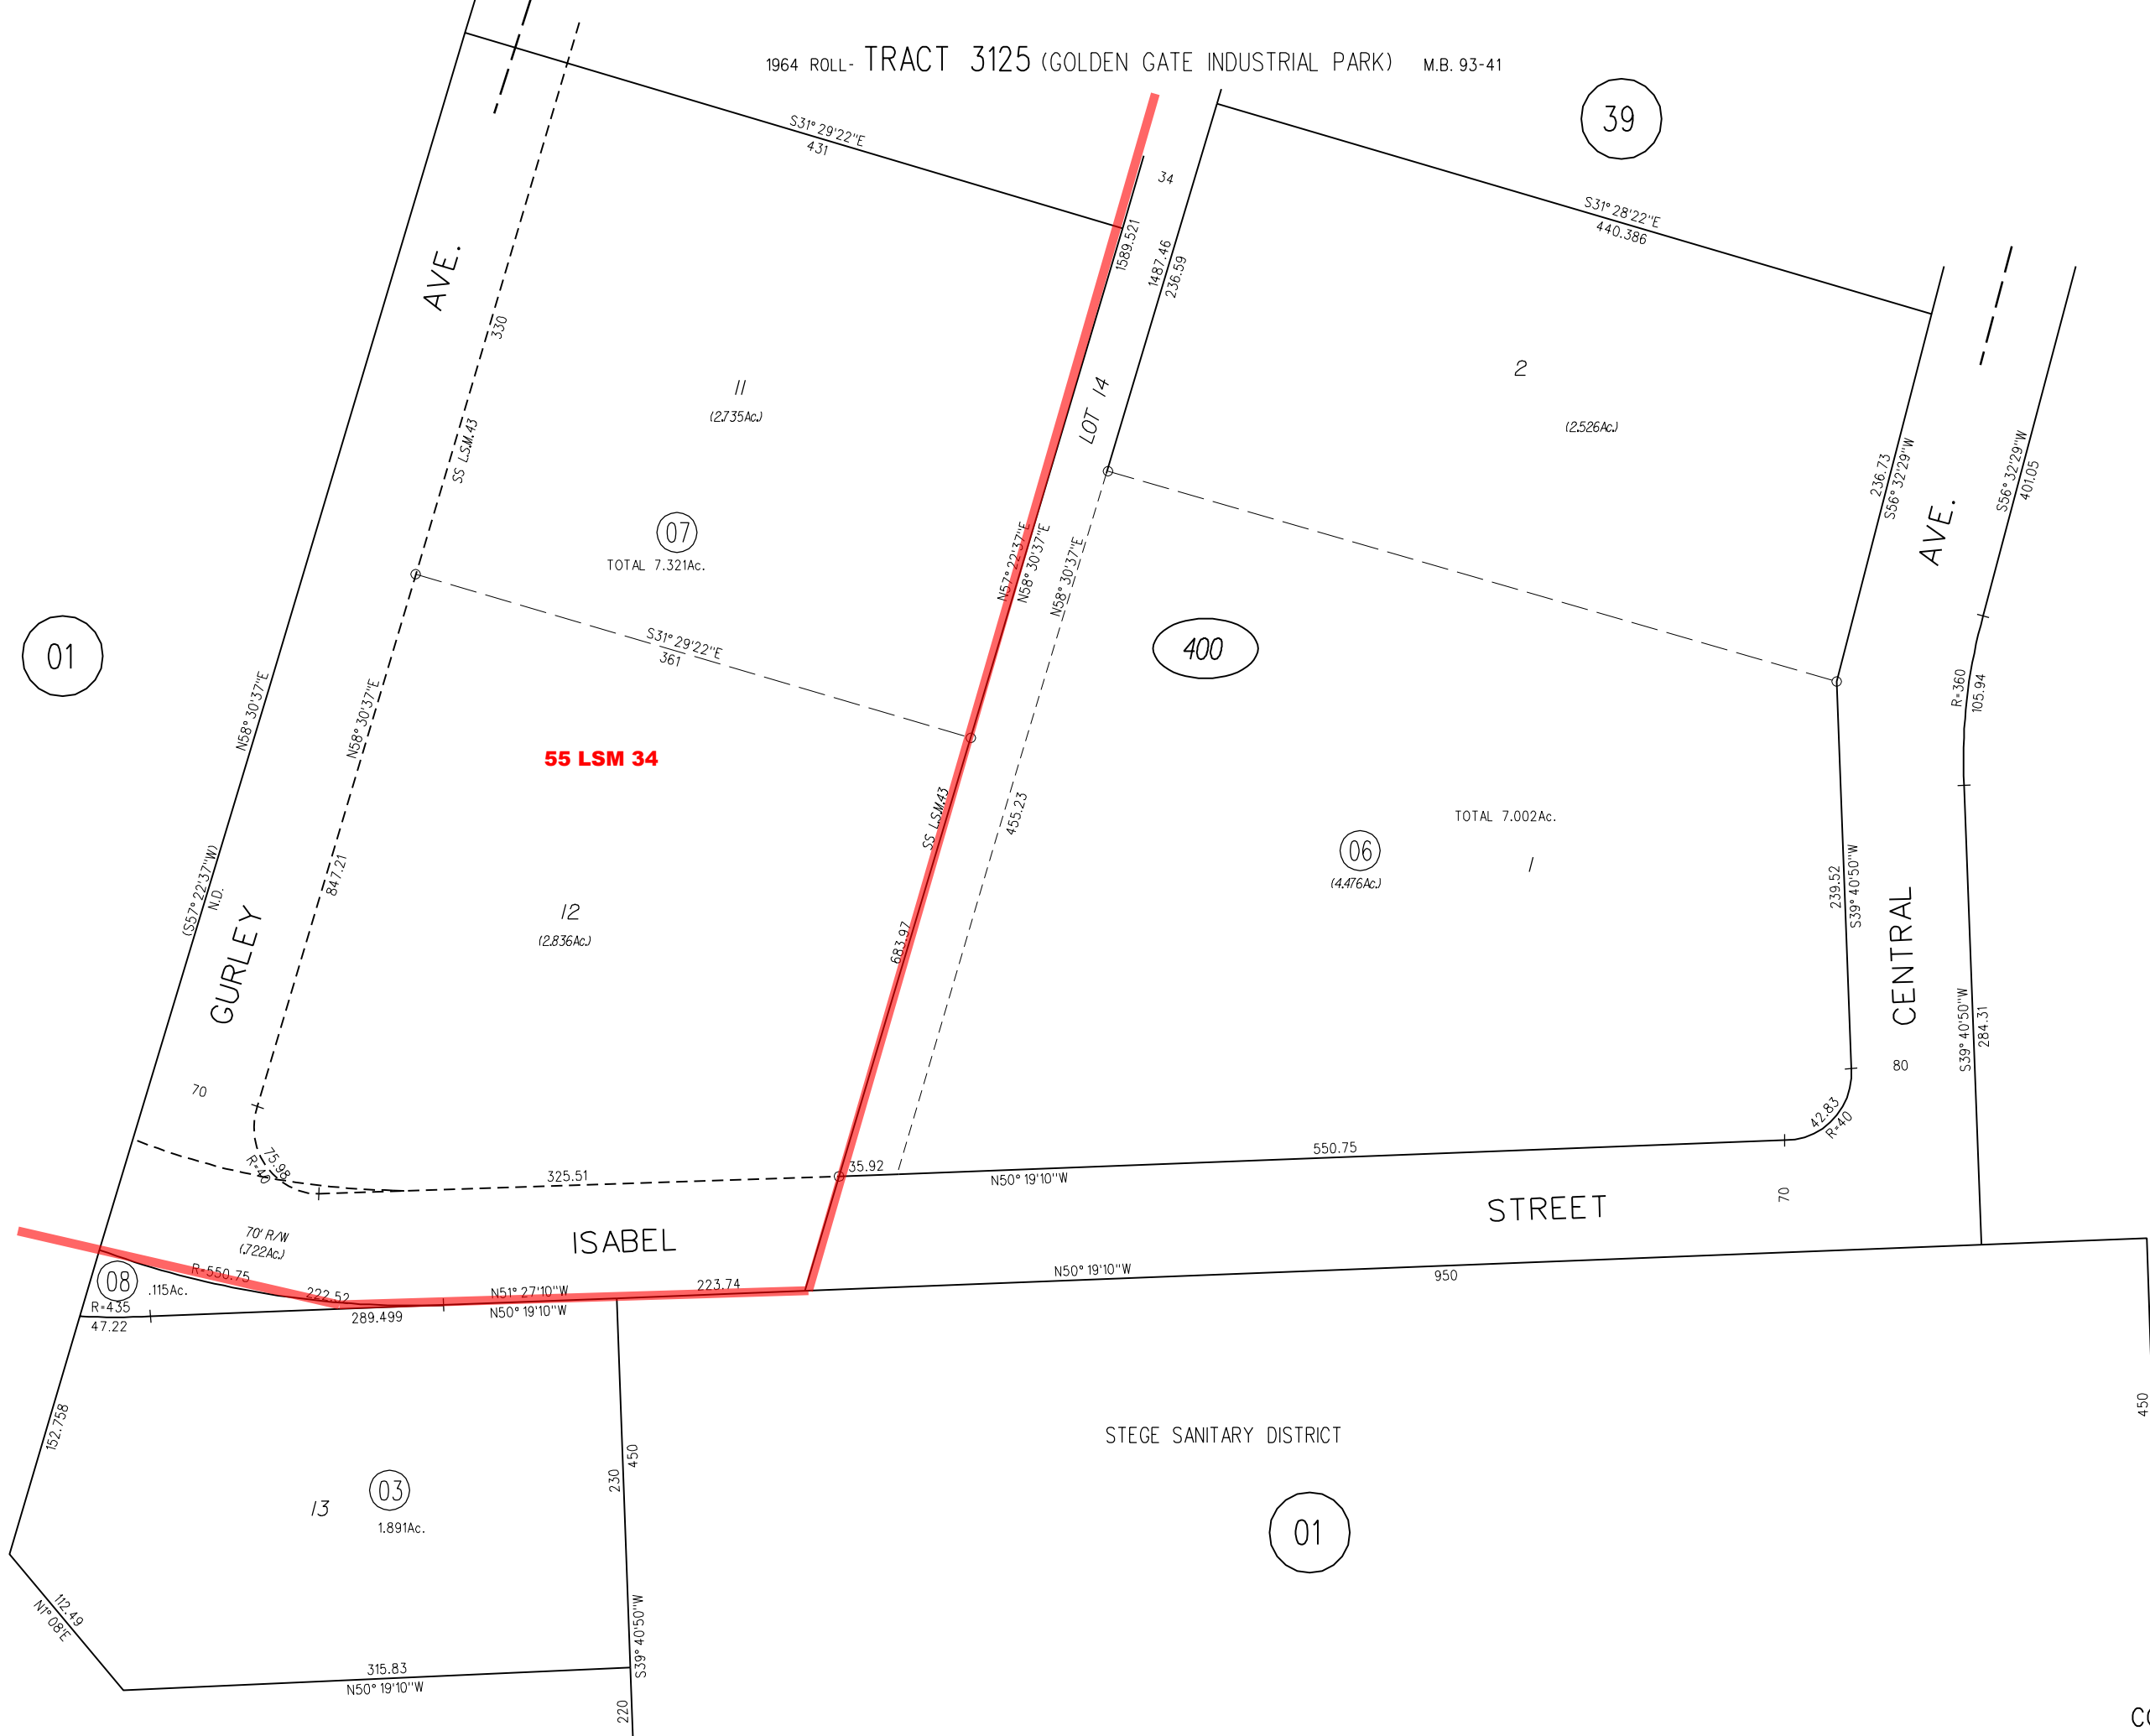 1964 ROLL- TRACT 3125 (GOLDEN GATE INDUSTRIAL PARK) M.B. 93-41
39
S31°29'22"E
431
34
S31°28'22"E
440.386
AVE.
1589.521
1487.46
236.59
330
11
(2.735Ac.)
LOT 14
2
(2.526Ac.)
SS L.S.M.43
236.73
S56°32'29"W
S56°32'29"W
401.05
AVE.
07
TOTAL 7.321Ac.
N57°22'37"E
N58°30'37"E
N58°30'37"E
01
S31°29'22"E
361
400
N58°30'37"E
N58°30'37"E
R=360
105.94
55 LSM 34
SS L.S.M.43
455.23
TOTAL 7.002Ac.
06
(4.476Ac.)
1
(S57°22'37"W)
N.D.
847.21
239.52
S39°40'50"W
12
(2.836Ac.)
683.97
GURLEY
CENTRAL
S39°40'50"W
284.31
70
80
42.83
R=40
75.98
R=40
325.51
35.92
550.75
N50°19'10"W
70
STREET
70' R/W
(.722Ac.)
ISABEL
08
.115Ac.
R=550.75
222.52
N51°27'10"W
223.74
N50°19'10"W
950
R=435
47.22
289.499
N50°19'10"W
152.758
450
230
450
STEGE SANITARY DISTRICT
13
03
1.891Ac.
01
112.49
N1°08'E
S39°40'50"W
315.83
N50°19'10"W
220